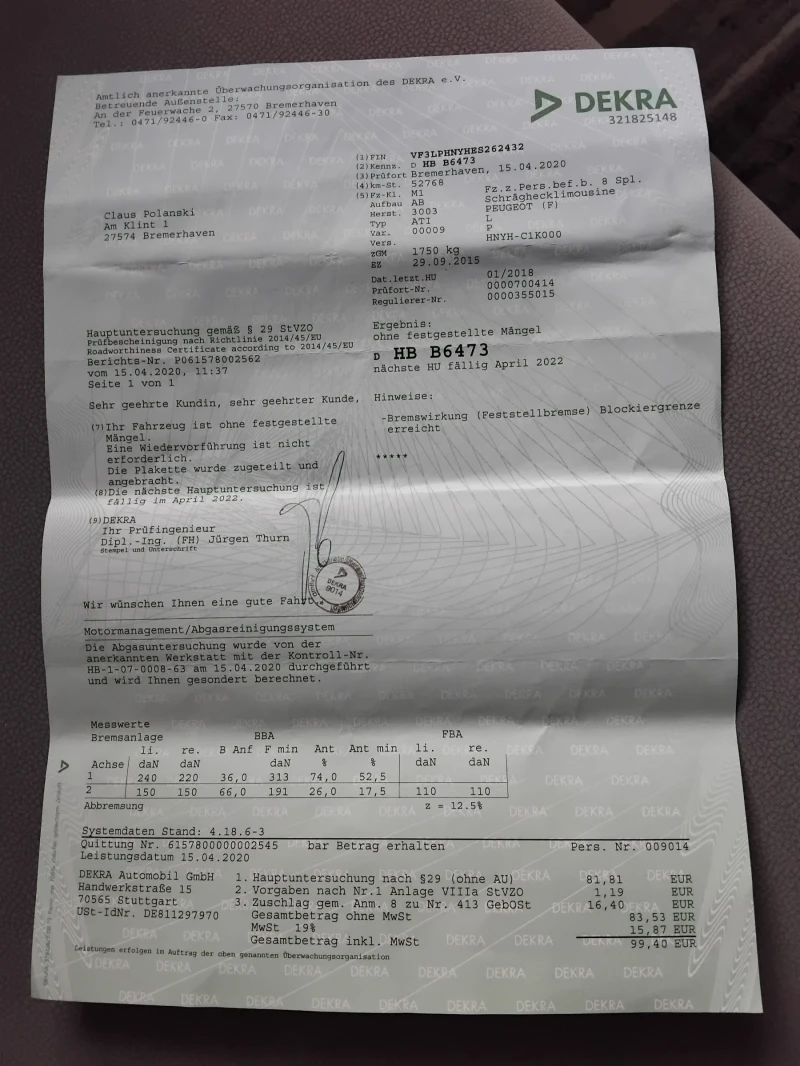 Amtlich anerkannte Überwachungsorganisation des DEKRA e.V.
Betreuende Außenstelle:
An der Feuerwache 2, 27570 Bremerhaven
Tel.: 0471/92446-0 Fax: 0471/92446-30
DEKRA
321825148
(1) FIN VF3LPHNYHES262432
(2) Kennz. D HB B6473
(3) Prüfort Bremerhaven, 15.04.2020
(4) km-St. 52768
(5) Fz-Kl. M1 Fz.z.Pers.bef.b. 8 Spl.
Aufbau AB Schräghecklimousine
Herst. 3003 PEUGEOT (F)
Typ ATI L
Var. 00009 P
Vers. HNYH-C1K000
zGM 1750 kg
EZ 29.09.2015
Dat.letzt.HU 01/2018
Prüfort-Nr. 0000700414
Regulierer-Nr. 0000355015
Claus Polanski
Am Klint 1
27574 Bremerhaven
Hauptuntersuchung gemäß § 29 StVZO
Prüfbescheinigung nach Richtlinie 2014/45/EU
Roadworthiness Certificate according to 2014/45/EU
Berichts-Nr. P061578002562
vom 15.04.2020, 11:37
Seite 1 von 1
Ergebnis:
ohne festgestellte Mängel
D HB B6473
nächste HU fällig April 2022
Hinweise:
-Bremswirkung (Feststellbremse) Blockiergrenze
erreicht
*****
Sehr geehrte Kundin, sehr geehrter Kunde,
(7) Ihr Fahrzeug ist ohne festgestellte
Mängel.
Eine Wiedervorführung ist nicht
erforderlich.
Die Plakette wurde zugeteilt und
angebracht.
(8) Die nächste Hauptuntersuchung ist
fällig im April 2022.
(9) DEKRA
Ihr Prüfingenieur
Dipl.-Ing. (FH) Jürgen Thurn
Stempel und Unterschrift
DEKRA
9014
Wir wünschen Ihnen eine gute Fahrt.
Motormanagement/Abgasreinigungssystem
Die Abgasuntersuchung wurde von der
anerkannten Werkstatt mit der Kontroll-Nr.
HB-1-07-0008-63 am 15.04.2020 durchgeführt
und wird Ihnen gesondert berechnet.
Messwerte
Bremsanlage BBA FBA
li. re. B Anf F min Ant Ant min li. re.
Achse daN daN daN % % daN daN
1 240 220 36,0 313 74,0 52,5
2 150 150 66,0 191 26,0 17,5 110 110
Abbremsung z = 12.5%
Systemdaten Stand: 4.18.6-3
Quittung Nr. 6157800000002545 bar Betrag erhalten Pers. Nr. 009014
Leistungsdatum 15.04.2020
DEKRA Automobil GmbH 1. Hauptuntersuchung nach §29 (ohne AU) 81,81 EUR
Handwerkstraße 15 2. Vorgaben nach Nr.1 Anlage VIIIa StVZO 1,19 EUR
70565 Stuttgart 3. Zuschlag gem. Anm. 8 zu Nr. 413 GebOSt 16,40 EUR
USt-IdNr. DE811297970 Gesamtbetrag ohne MwSt 83,53 EUR
MwSt 19% 15,87 EUR
Gesamtbetrag inkl. MwSt 99,40 EUR
Leistungen erfolgen im Auftrag der oben genannten Überwachungsorganisation